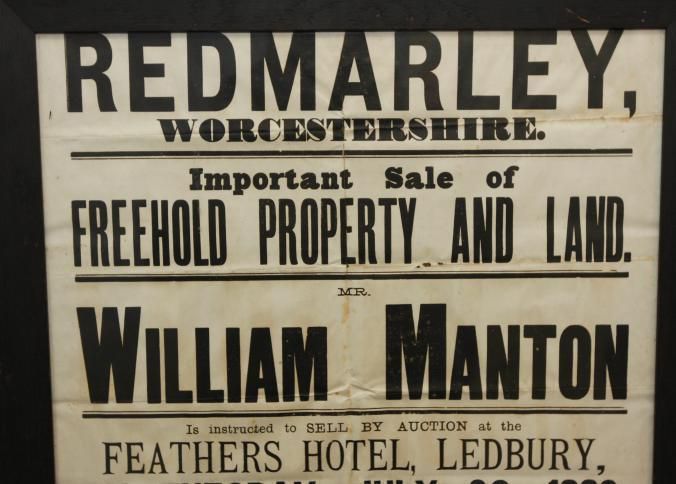 REDMARLEY,
WORCESTERSHIRE.
Important Sale of
FREEHOLD PROPERTY AND LAND.
MR.
WILLIAM MANTON
Is instructed to SELL BY AUCTION at the
FEATHERS HOTEL, LEDBURY,
JULY